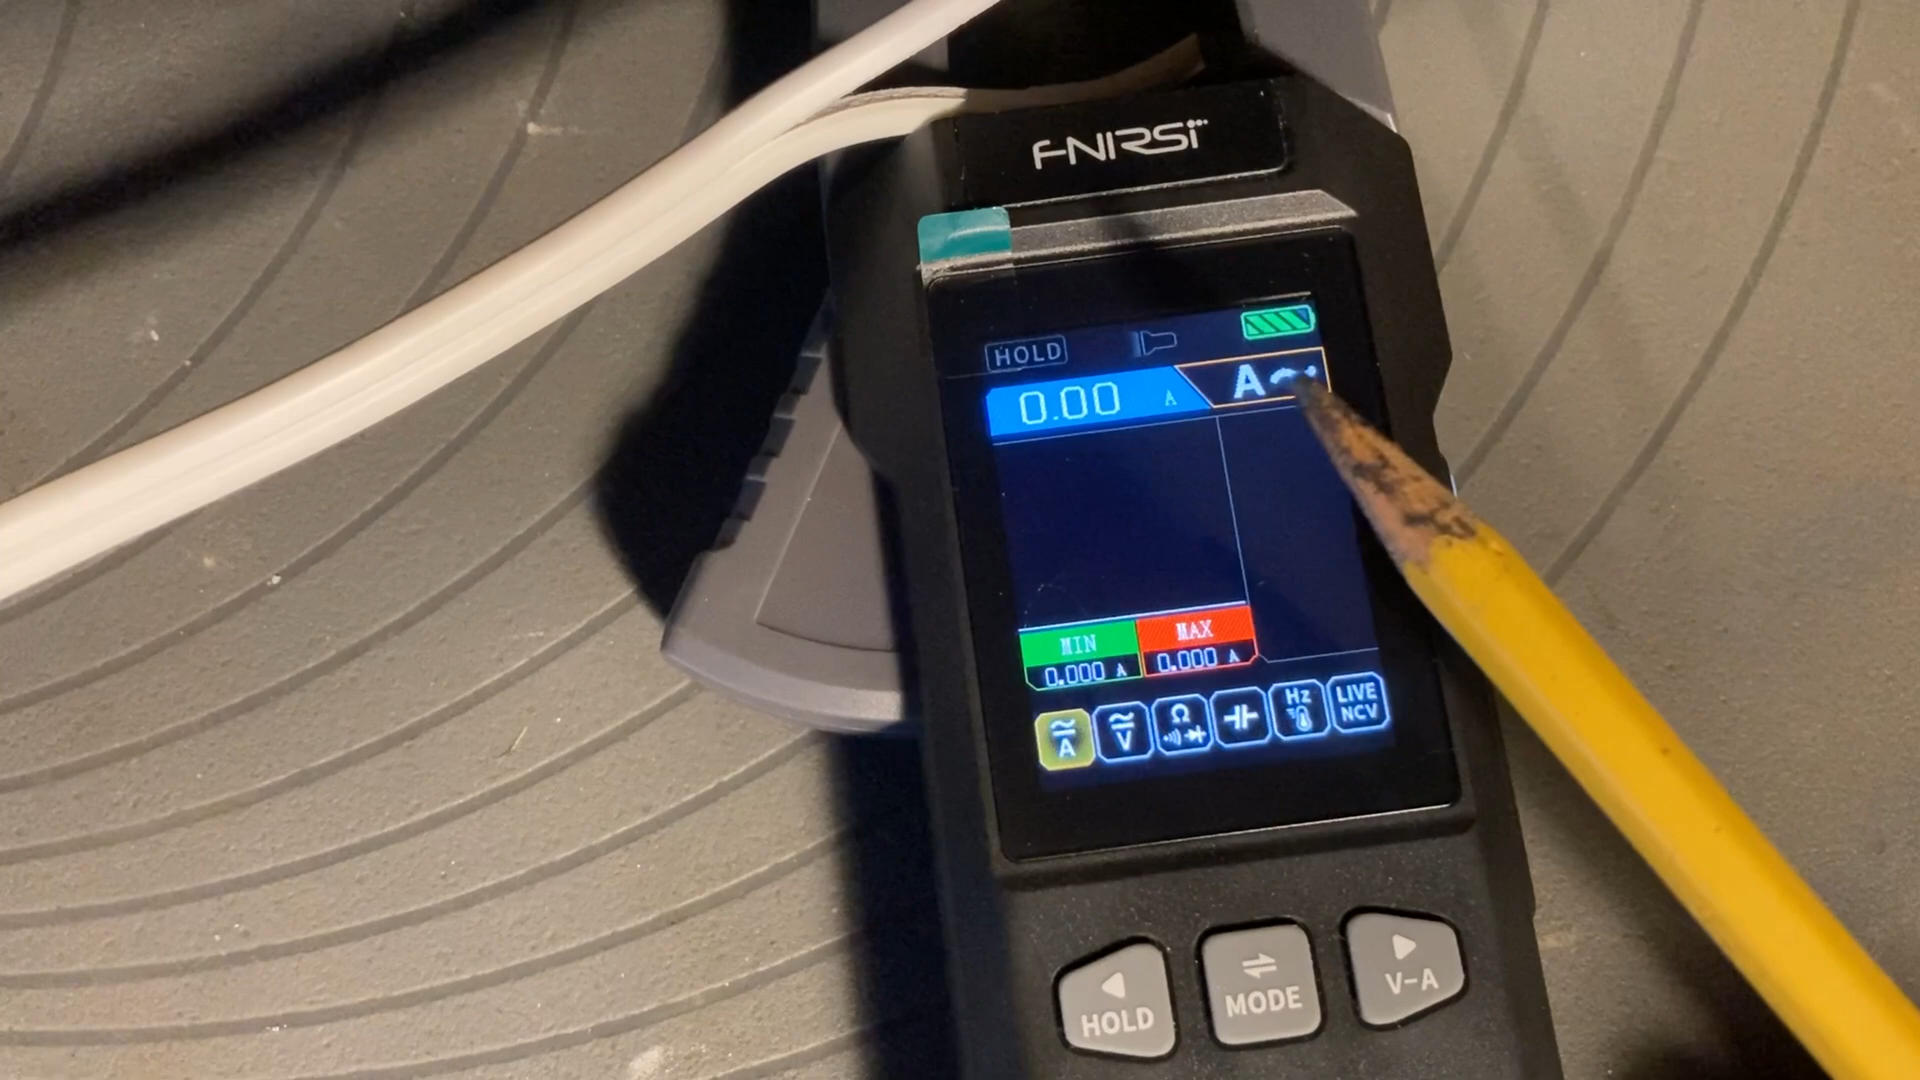 FNIRSI
HOLD
0.00 A
A
MIN MAX
0.000 A 0.000 A
A V Ω Hz LIVE NCV
HOLD MODE V-A